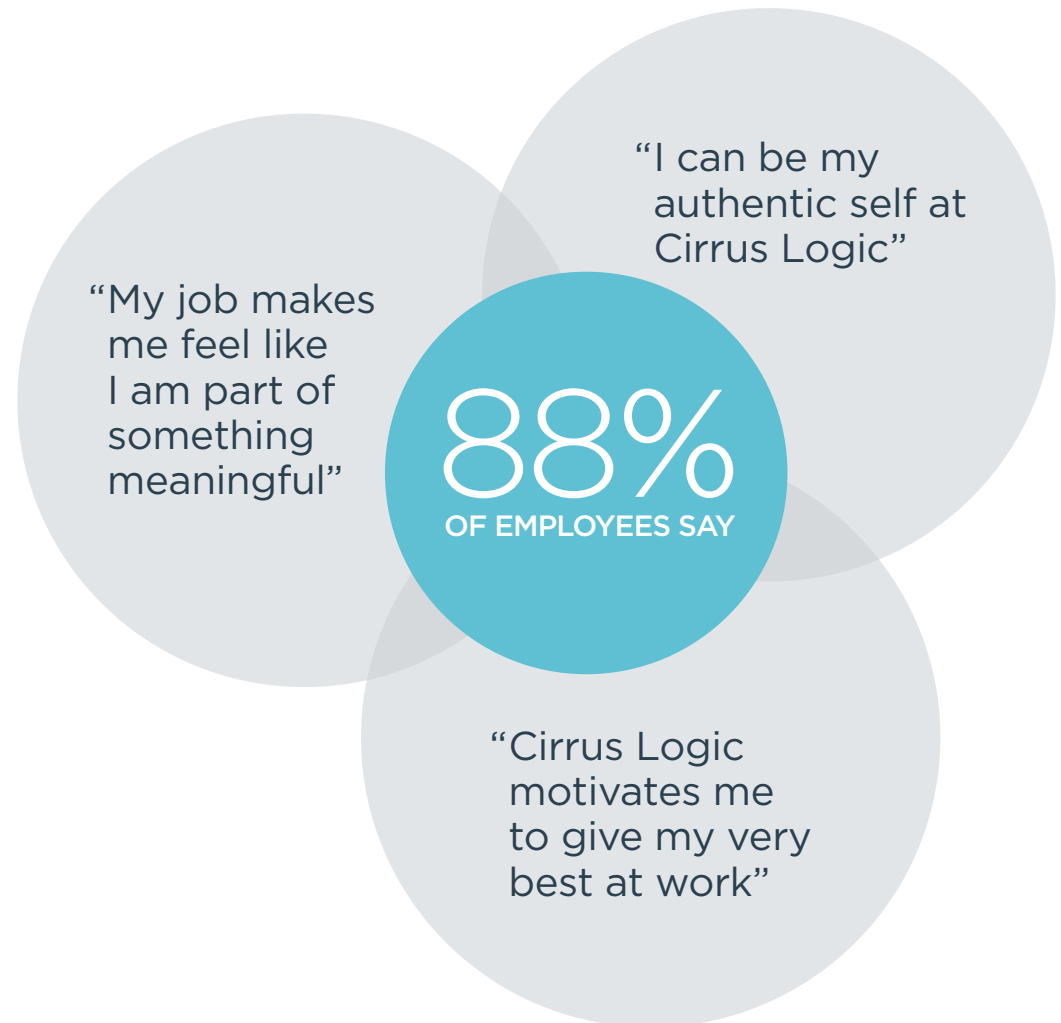 “I can be my
authentic self at
Cirrus Logic”
“My job makes
me feel like
I am part of
something
meaningful”
88%
OF EMPLOYEES SAY
“Cirrus Logic
motivates me
to give my very
best at work”